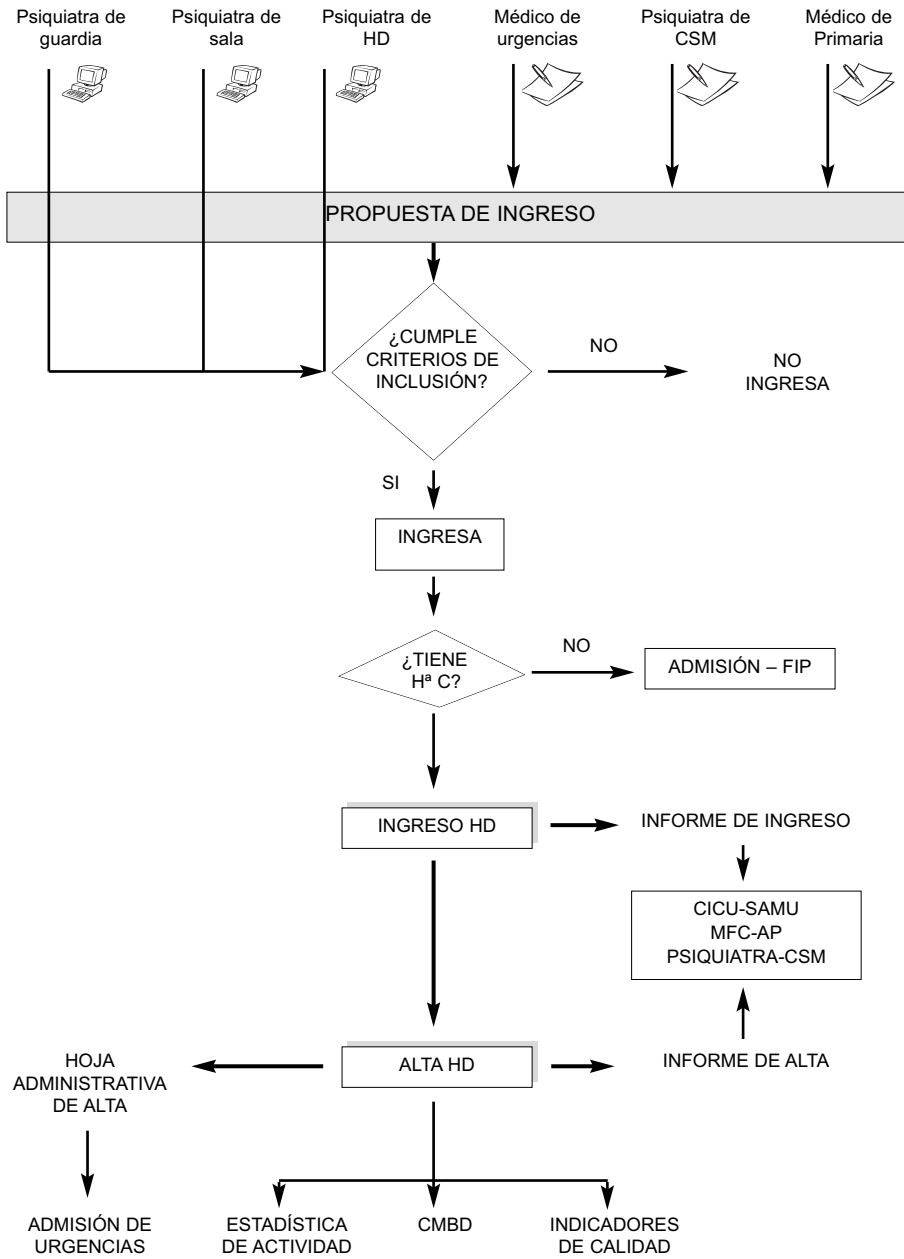 Psiquiatra de
guardia
Psiquiatra de
sala
Psiquiatra de
HD
Médico de
urgencias
Psiquiatra de
CSM
Médico de
Primaria
PROPUESTA DE INGRESO
¿CUMPLE
CRITERIOS DE
INCLUSIÓN?
NO
NO
INGRESA
SI
INGRESA
¿TIENE
Hª C?
NO
ADMISIÓN – FIP
INGRESO HD
INFORME DE INGRESO
CICU-SAMU
MFC-AP
PSIQUIATRA-CSM
HOJA
ADMINISTRATIVA
DE ALTA
ALTA HD
INFORME DE ALTA
ADMISIÓN DE
URGENCIAS
ESTADÍSTICA
DE ACTIVIDAD
CMBD
INDICADORES
DE CALIDAD